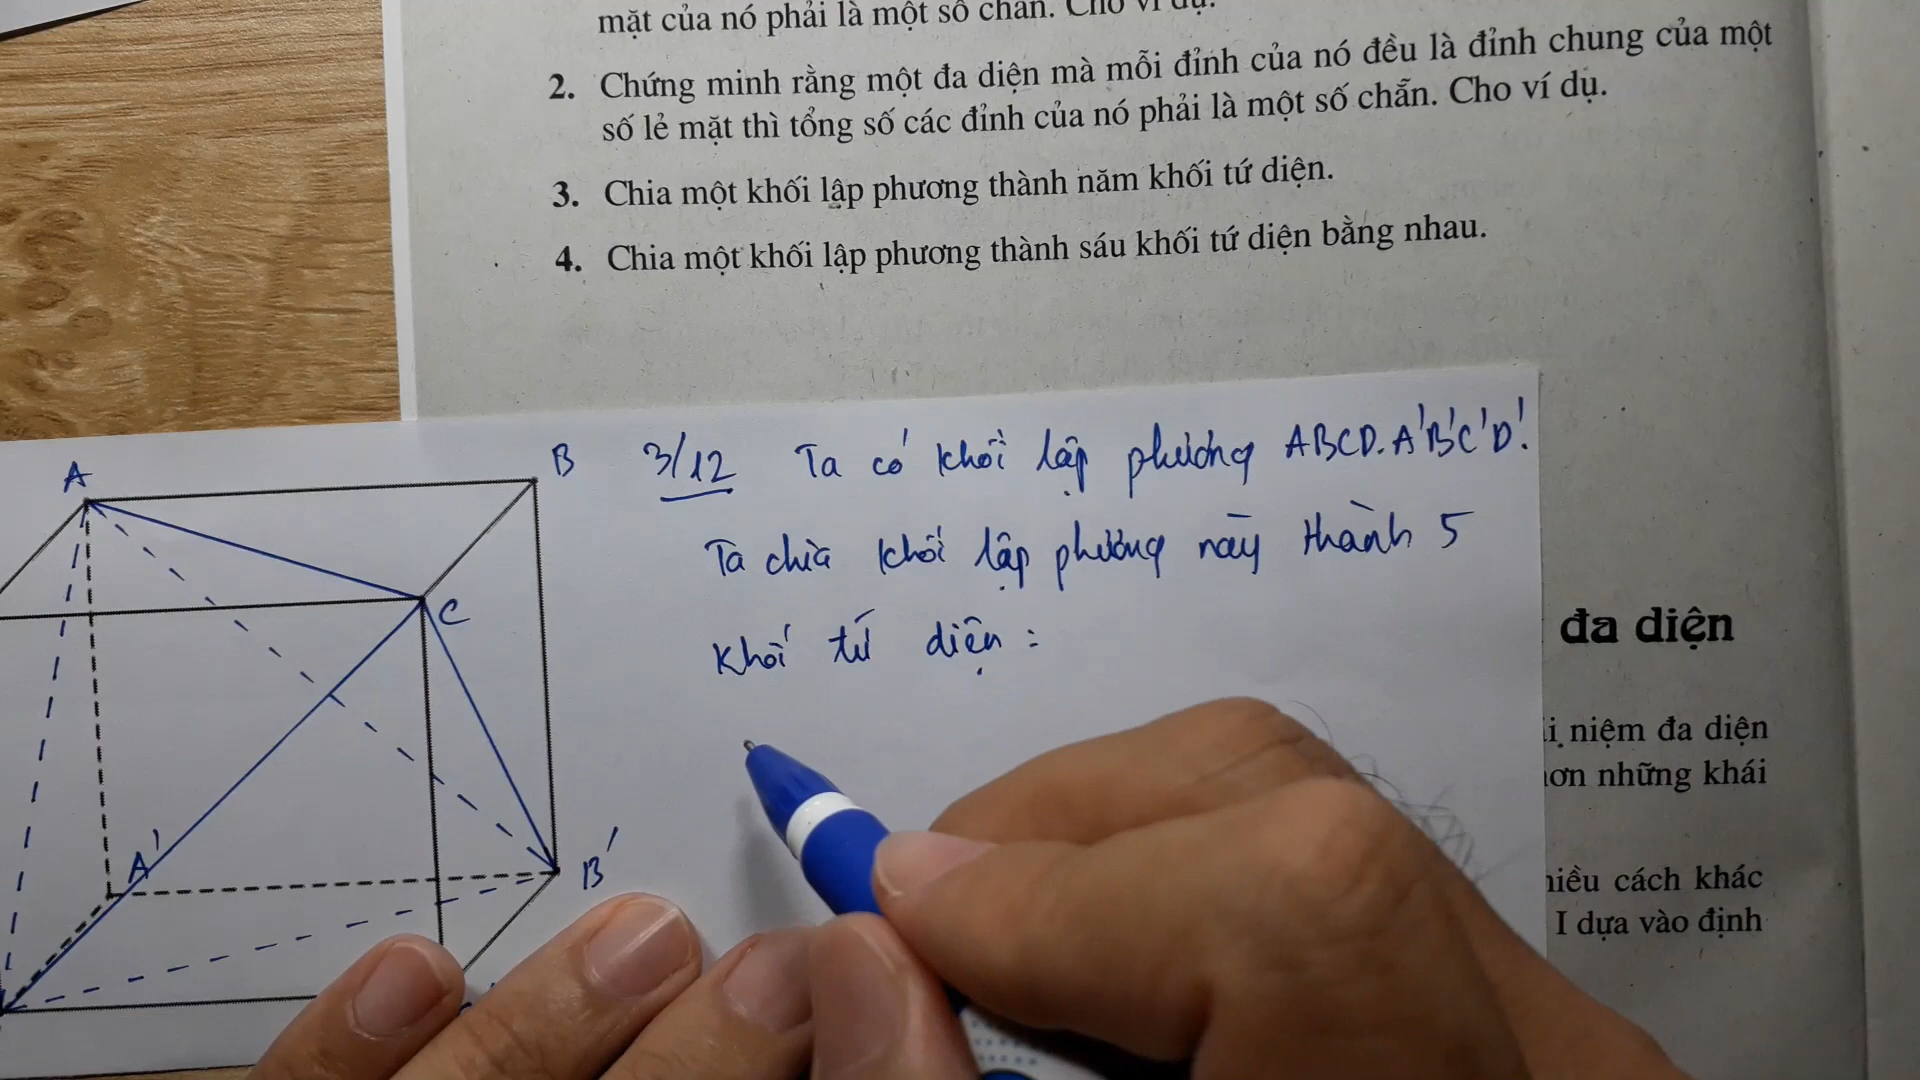 mặt của nó phải là một số chẵn. Cho ví dụ.
2. Chứng minh rằng một đa diện mà mỗi đỉnh của nó đều là đỉnh chung của một
số lẻ mặt thì tổng số các đỉnh của nó phải là một số chẵn. Cho ví dụ.
3. Chia một khối lập phương thành năm khối tứ diện.
4. Chia một khối lập phương thành sáu khối tứ diện bằng nhau.
A
B
C
A'
B'
3/12 Ta có khối lập phương ABCD.A'B'C'D'.
Ta chia khối lập phương này thành 5
khối tứ diện :
đa diện
niệm đa diện
những khái
cách khác
I dựa vào định